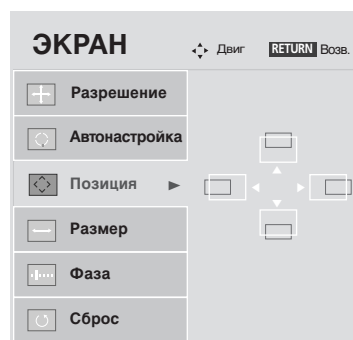 ЭКРАН Двиг RETURN Возв.
Разрешение
Автонастройка
Позиция
Размер
Фаза
Сброс